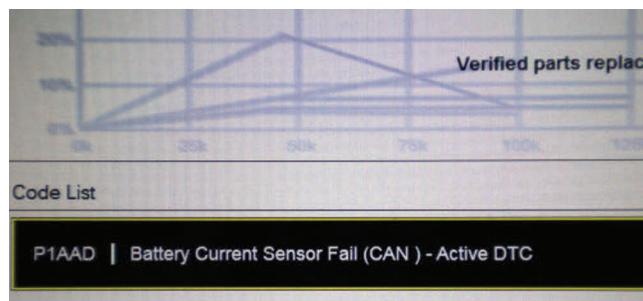 20%
Verified parts replac
10%
0%
0k 25k 50k 75k 100k 125
Code List
P1AAD | Battery Current Sensor Fail (CAN ) - Active DTC